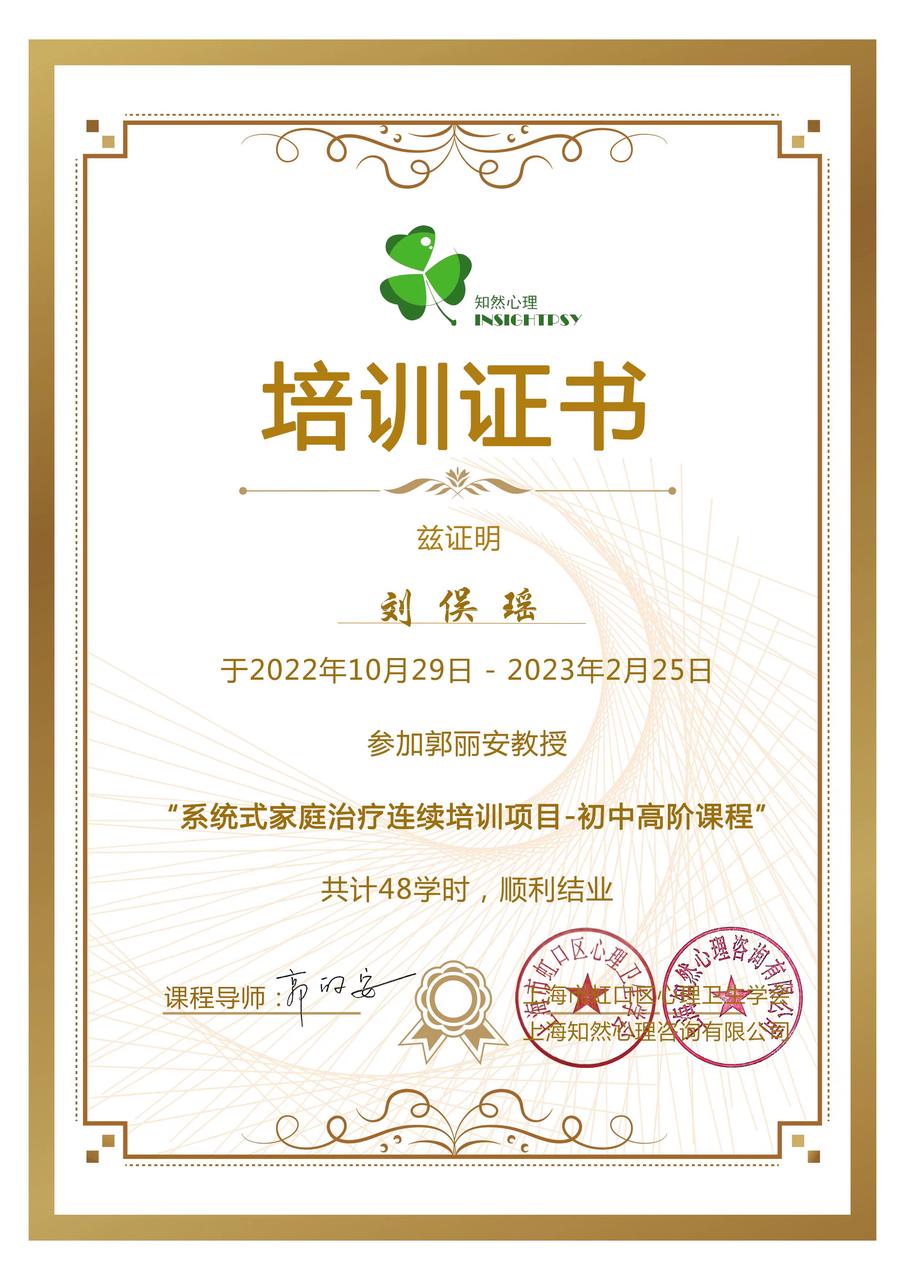 知然心理
INSIGHTPSY
培训证书
兹证明
刘俣瑶
于2022年10月29日 - 2023年2月25日
参加郭丽安教授
“系统式家庭治疗连续培训项目-初中高阶课程”
共计48学时，顺利结业
课程导师：郭丽安
上海市虹口区心理卫生学会
上海知然心理咨询有限公司
上海市虹口区心理卫生学会
上海知然心理咨询有限公司